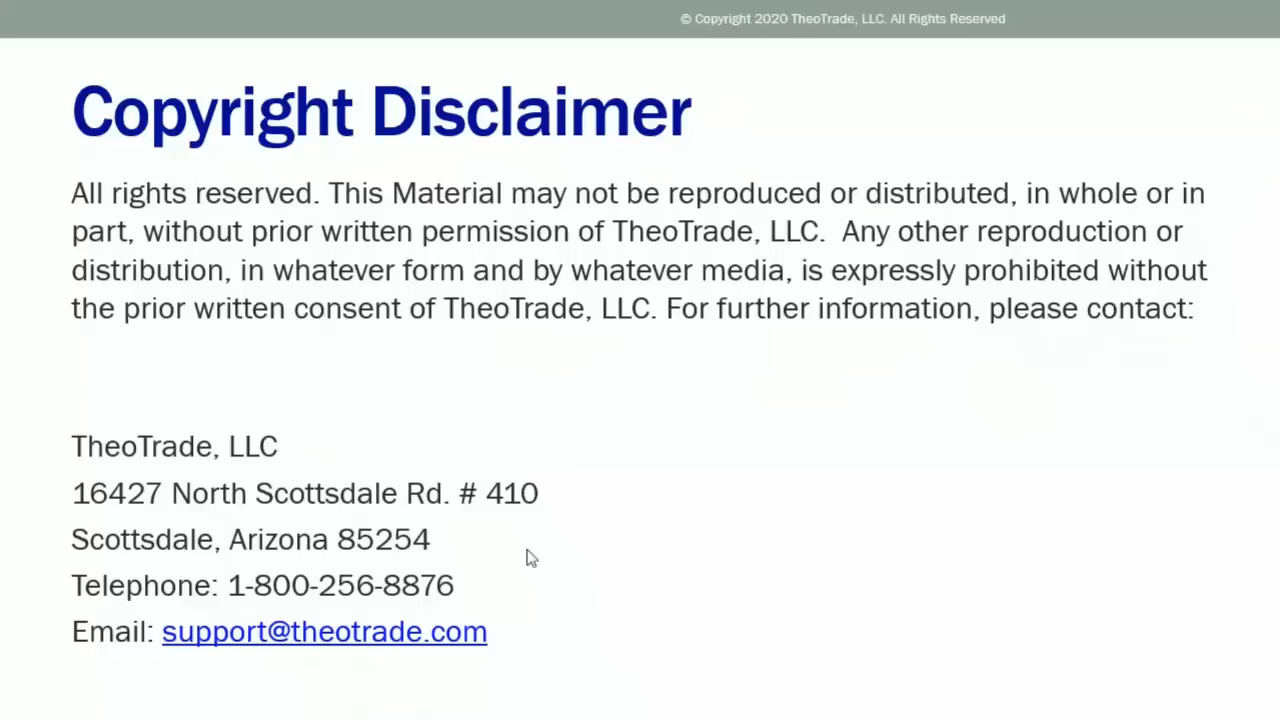 © Copyright 2020 TheoTrade, LLC. All Rights Reserved
Copyright Disclaimer
All rights reserved. This Material may not be reproduced or distributed, in whole or in
part, without prior written permission of TheoTrade, LLC.  Any other reproduction or
distribution, in whatever form and by whatever media, is expressly prohibited without
the prior written consent of TheoTrade, LLC. For further information, please contact:
TheoTrade, LLC
16427 North Scottsdale Rd. # 410
Scottsdale, Arizona 85254
Telephone: 1-800-256-8876
Email: support@theotrade.com